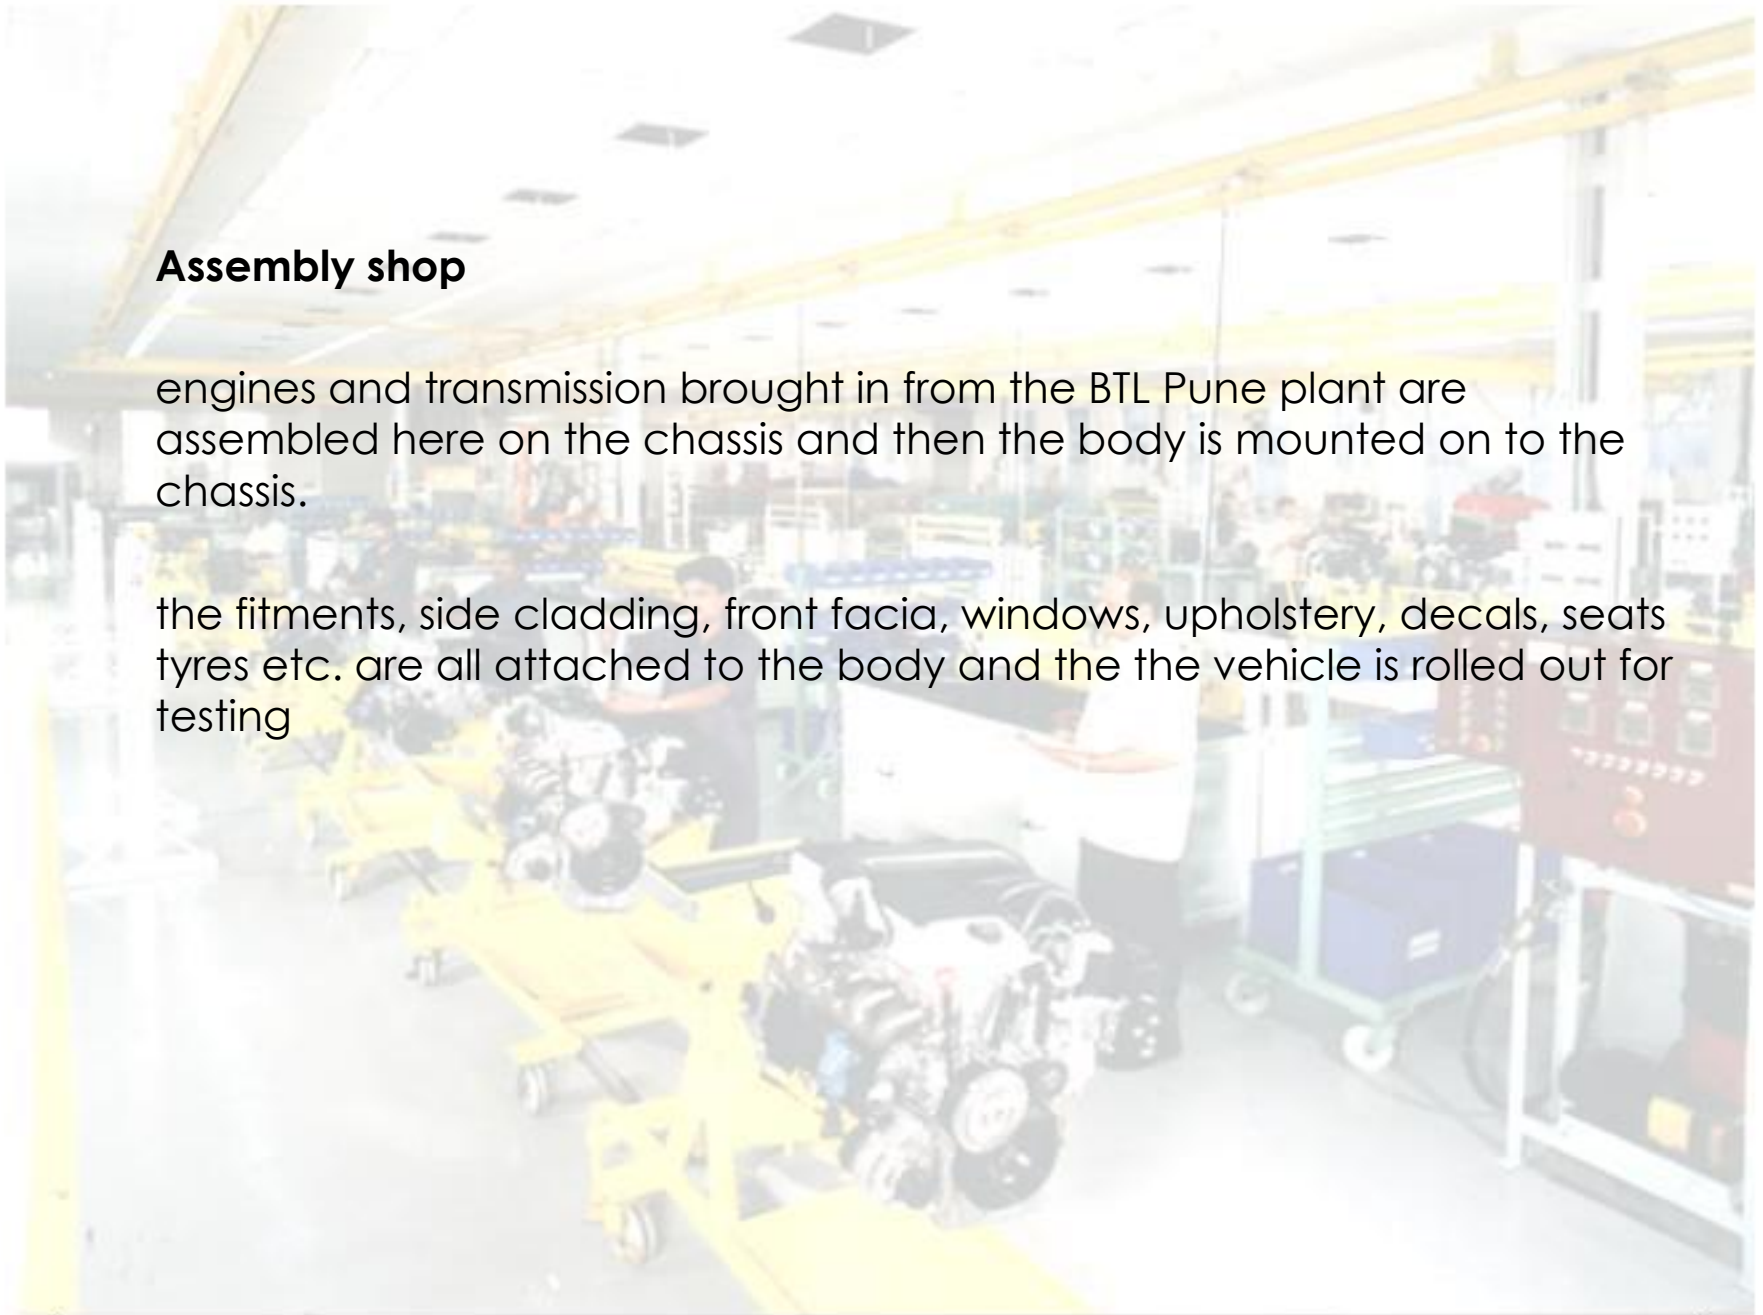 Assembly shop
engines and transmission brought in from the BTL Pune plant are
assembled here on the chassis and then the body is mounted on to the
chassis.
the fitments, side cladding, front facia, windows, upholstery, decals, seats
tyres etc. are all attached to the body and the the vehicle is rolled out for
testing